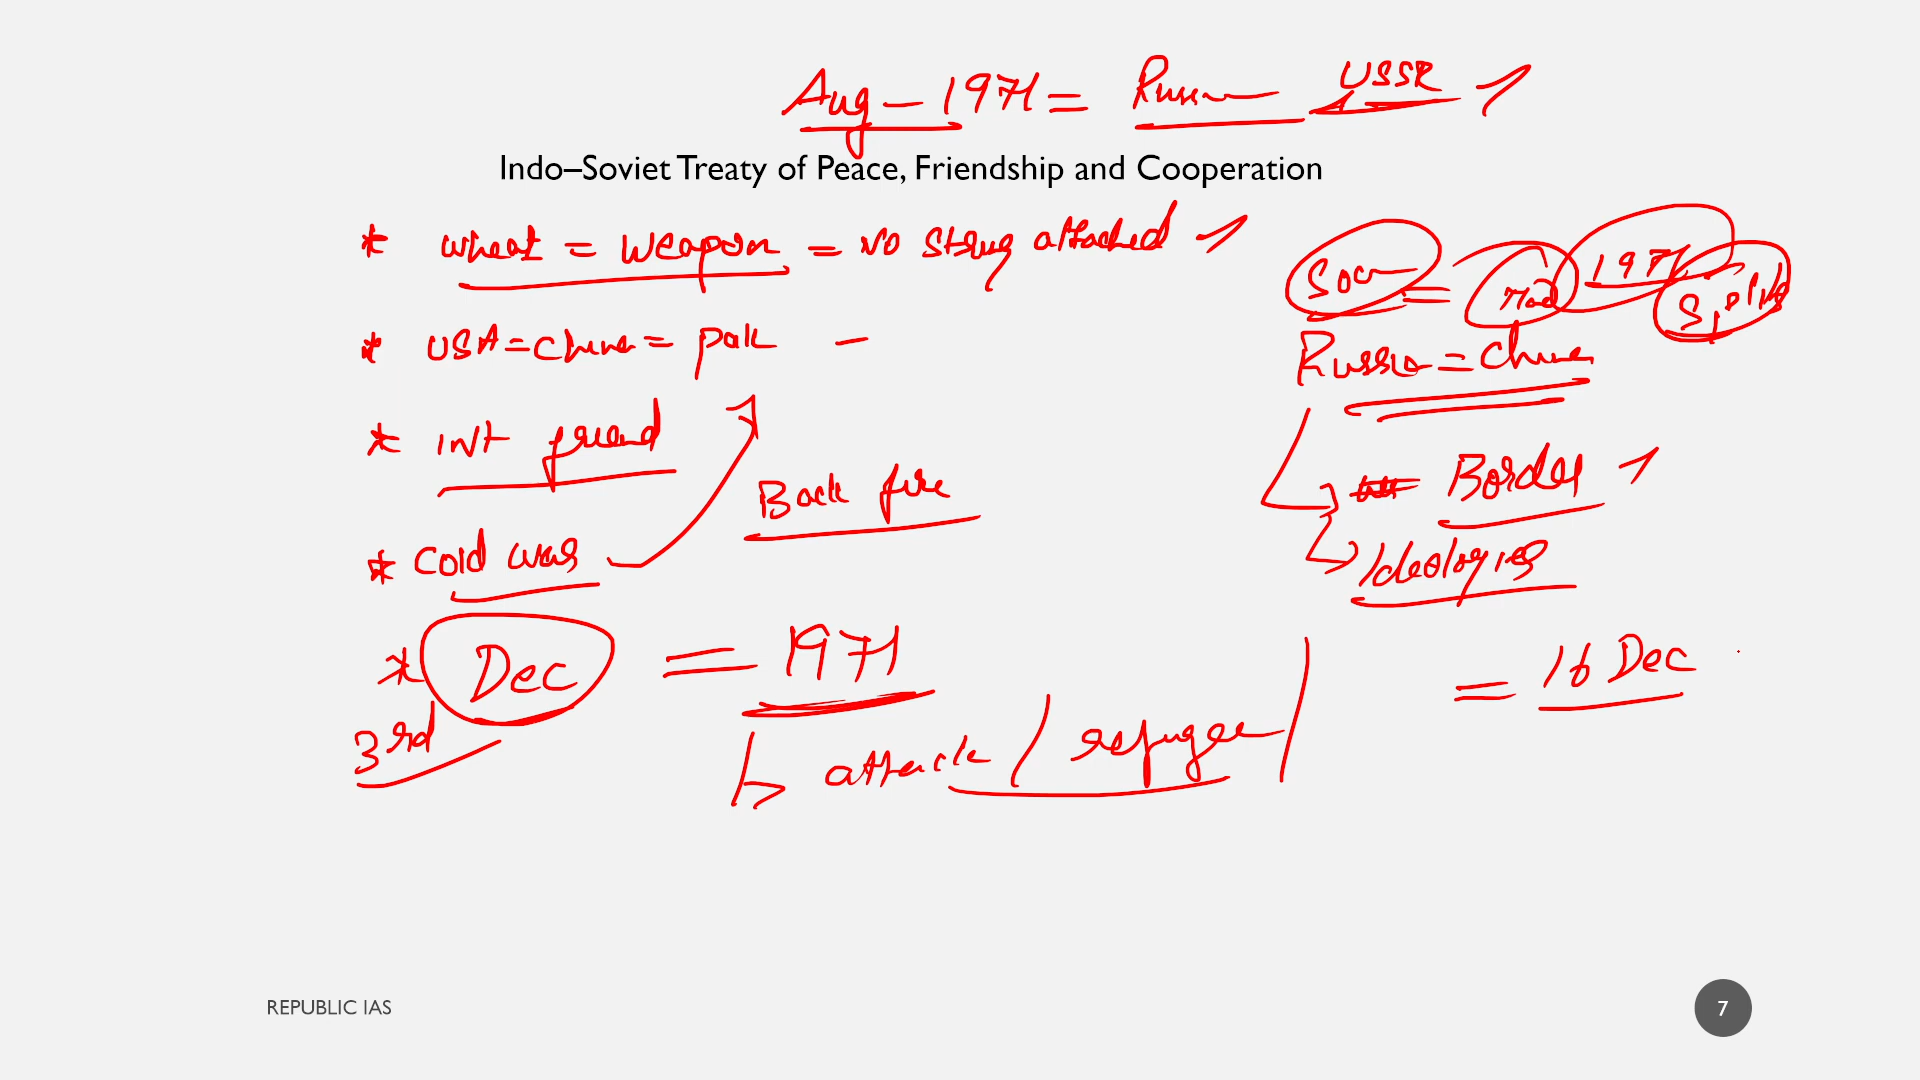 Aug - 1971 = Russia USSR
Indo–Soviet Treaty of Peace, Friendship and Cooperation
* wheat = weapon = No string attached
1971
* USA = China = Pak -
Russia = China
* INt friend
Back fire
Border
* Cold war
Ideologies
* Dec = 1971
= 16 Dec
3rd
attack / refugee /
REPUBLIC IAS
7